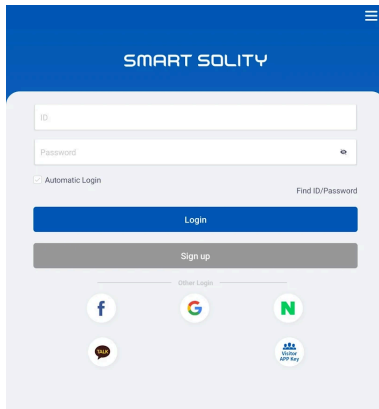 SMART SOLITY
ID
Password
Automatic Login
Find ID/Password
Login
Sign up
Other Login
f
G
N
TALK
Visitor
APP Key